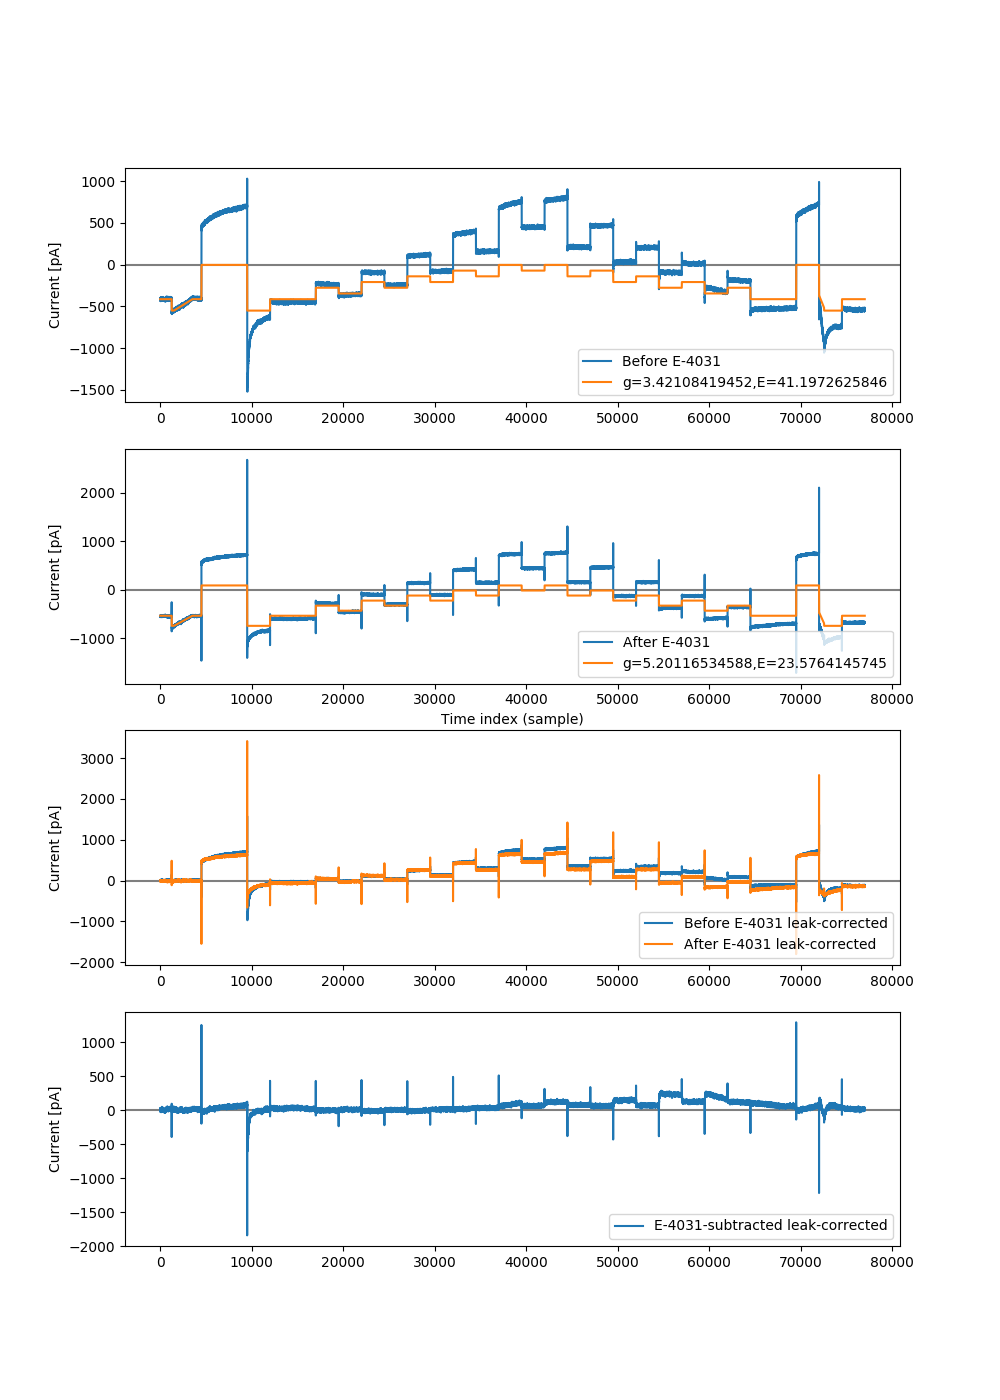 1000
500
0
−500
−1000
−1500
Current [pA]
Before E-4031
g=3.42108419452,E=41.1972625846
0 10000 20000 30000 40000 50000 60000 70000 80000
2000
1000
0
−1000
Current [pA]
After E-4031
g=5.20116534588,E=23.5764145745
0 10000 20000 30000 40000 50000 60000 70000 80000
Time index (sample)
3000
2000
1000
0
−1000
−2000
Current [pA]
Before E-4031 leak-corrected
After E-4031 leak-corrected
0 10000 20000 30000 40000 50000 60000 70000 80000
1000
500
0
−500
−1000
−1500
−2000
Current [pA]
E-4031-subtracted leak-corrected
0 10000 20000 30000 40000 50000 60000 70000 80000